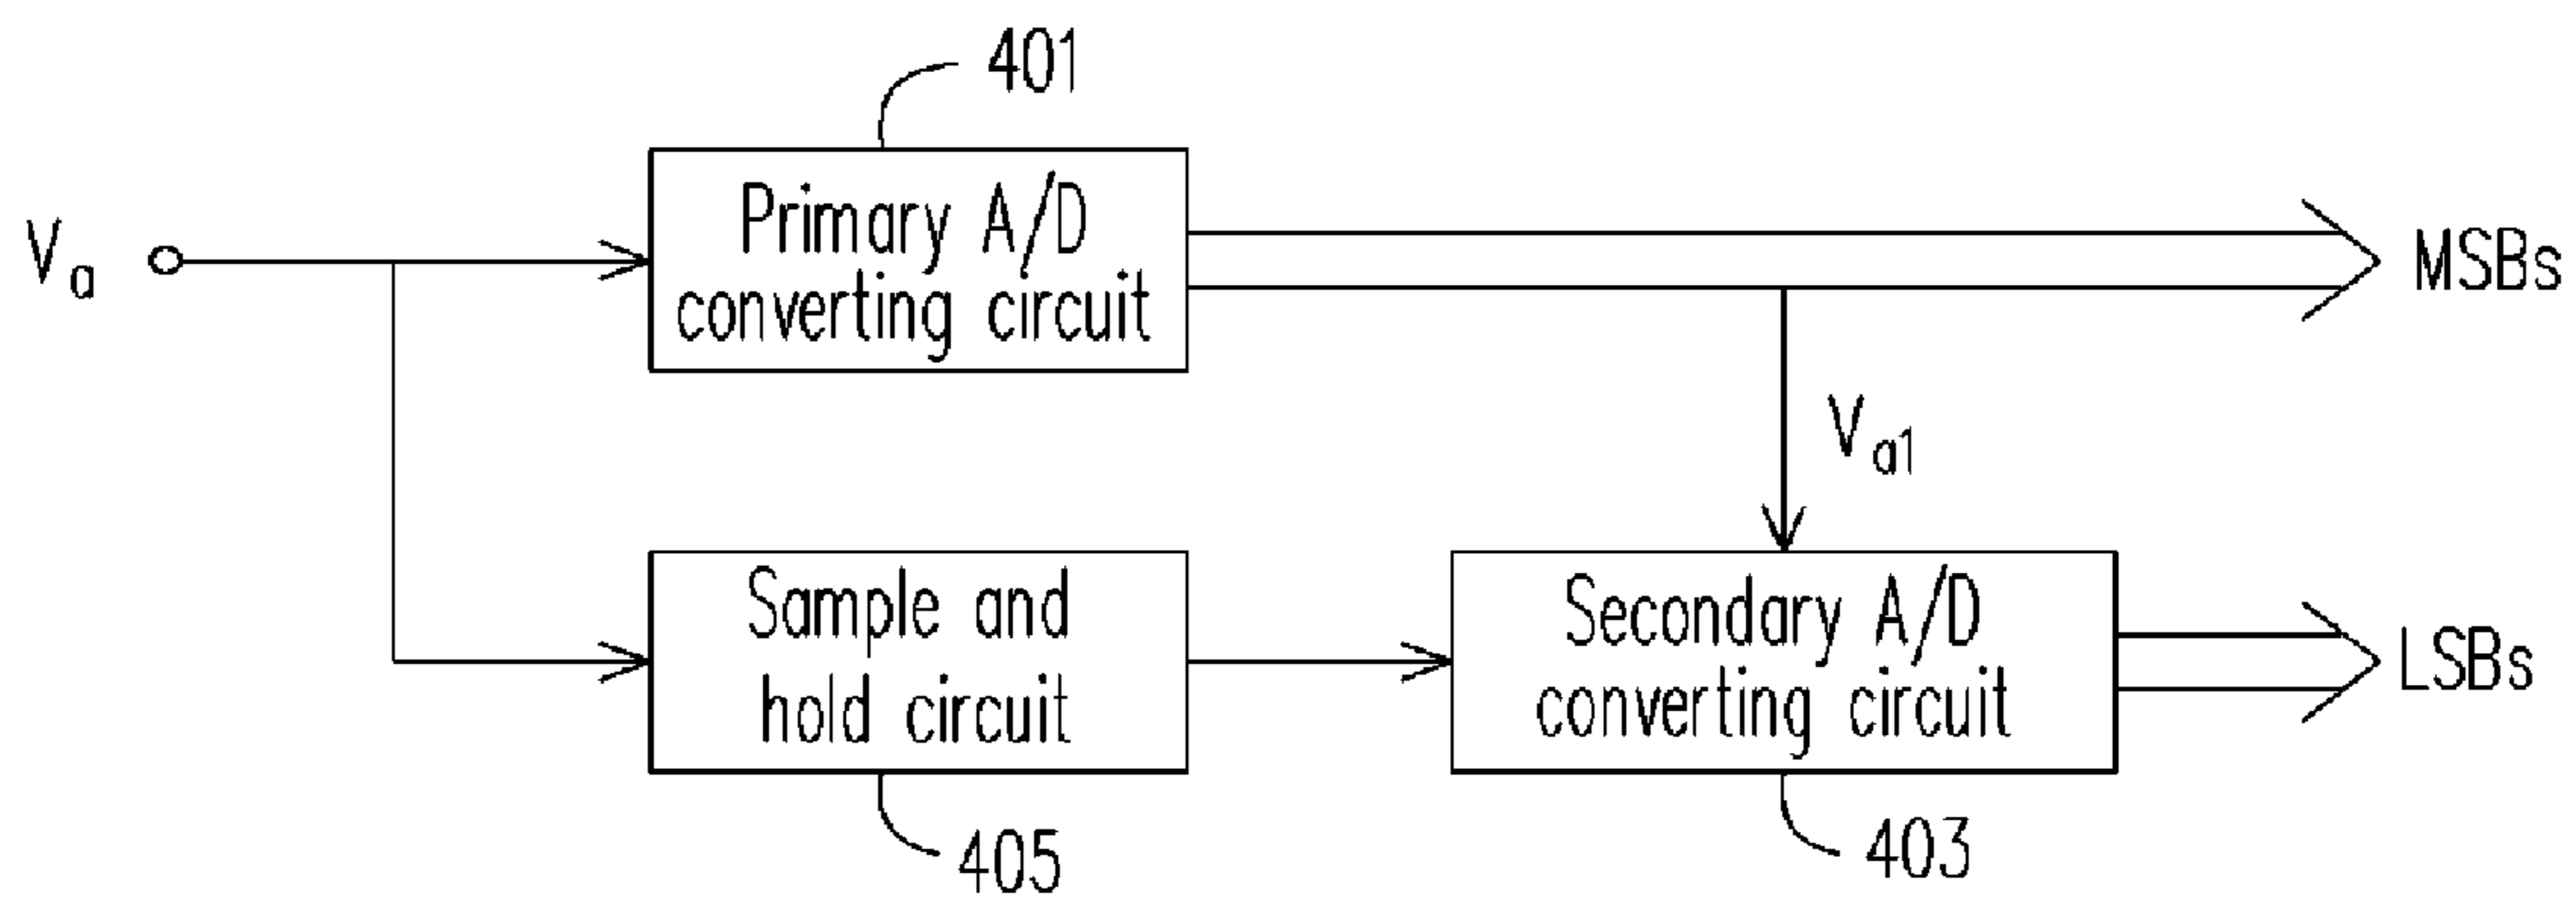 401
Primary A/D
converting circuit
Va
MSBs
Va1
Sample and
hold circuit
Secondary A/D
converting circuit
LSBs
405
403